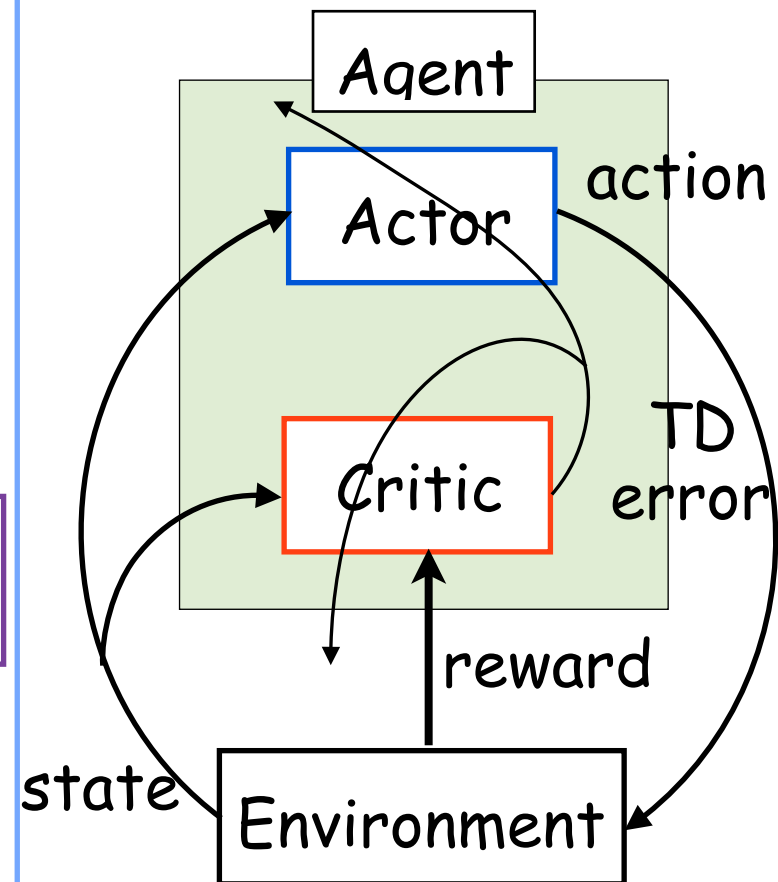 Agent
action
Actor
TD
error
Critic
reward
state
Environment